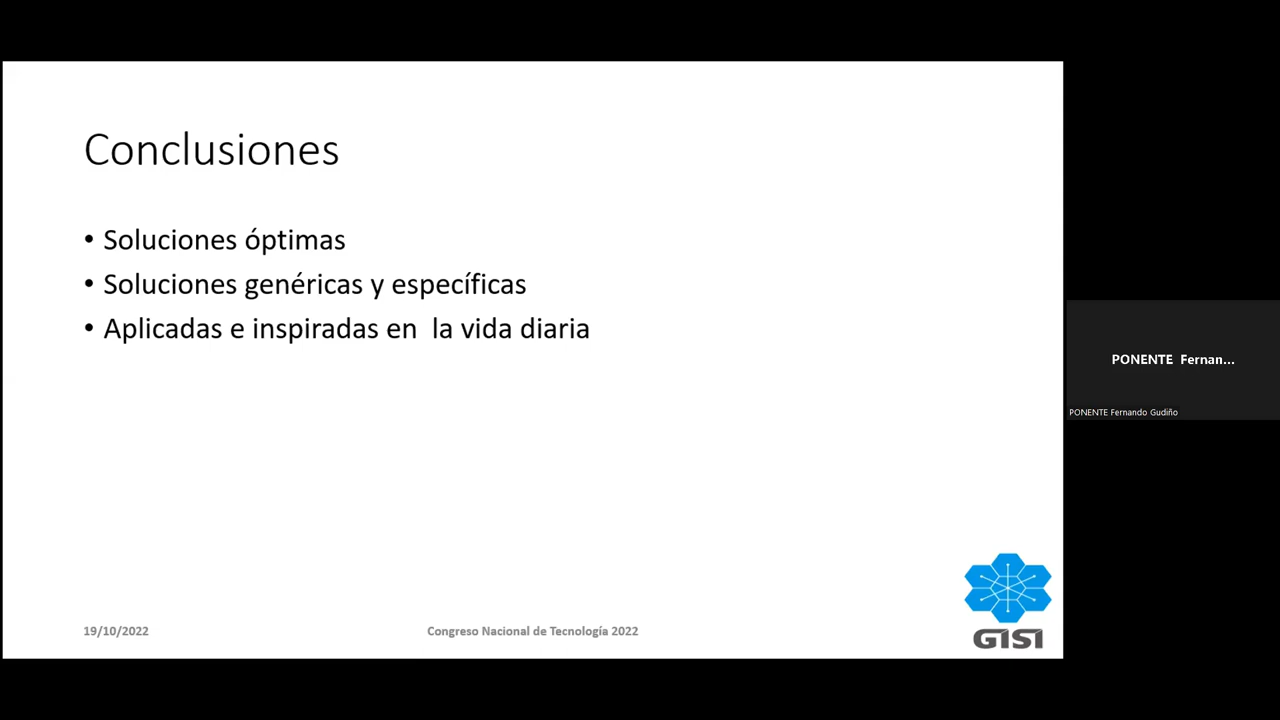 Conclusiones
• Soluciones óptimas
• Soluciones genéricas y específicas
• Aplicadas e inspiradas en  la vida diaria
PONENTE Fernan...
PONENTE Fernando Gudiño
19/10/2022
Congreso Nacional de Tecnología 2022
GISI